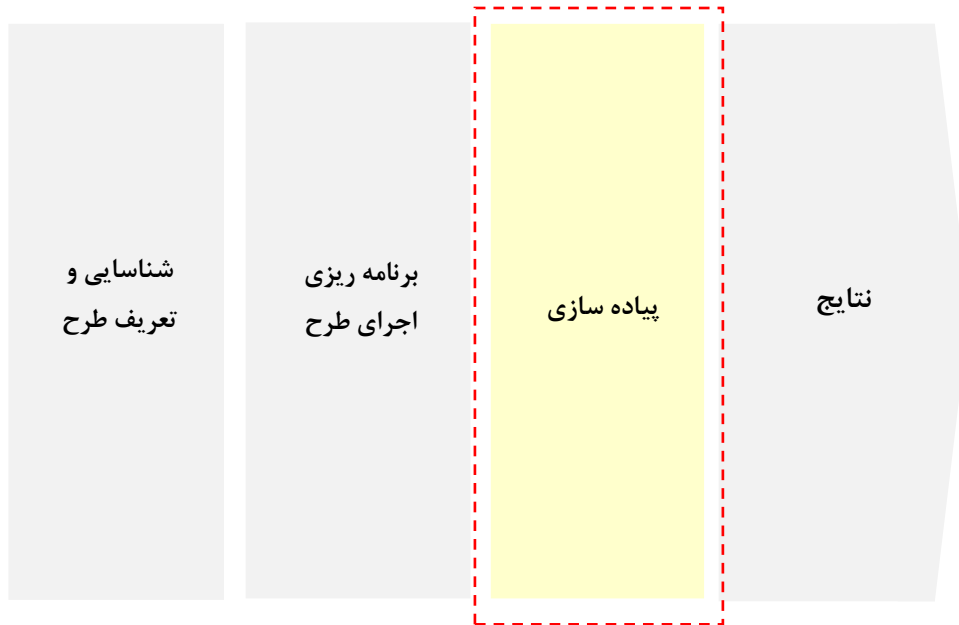 شناسایی و
تعریف طرح
برنامه ریزی
اجرای طرح
پیاده سازی
نتایج